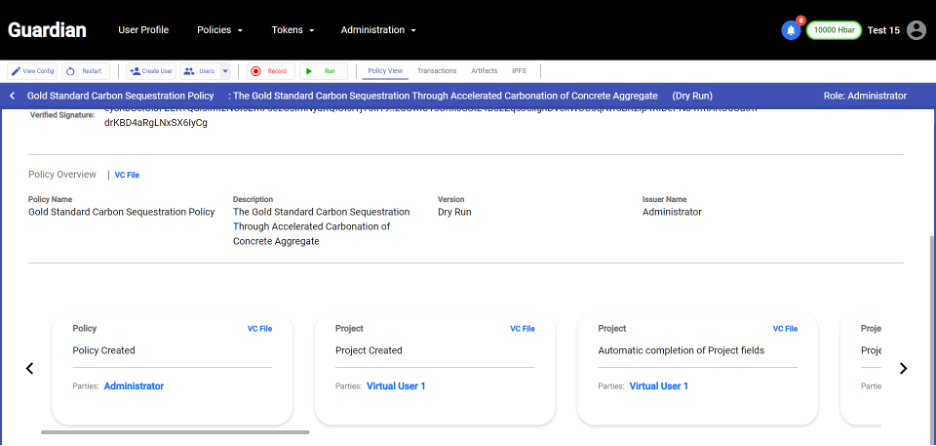 Guardian
User Profile
Policies
Tokens
Administration
8
10000 Hbar
Test 15
View Config
Restart
Create User
Users
Record
Run
Policy View
Transactions
Artifacts
IPFS
Gold Standard Carbon Sequestration Policy : The Gold Standard Carbon Sequestration Through Accelerated Carbonation of Concrete Aggregate (Dry Run)
Role: Administrator
Verified Signature:
drKBD4aRgLNxSX6IyCg
Policy Overview | VC File
Policy Name
Gold Standard Carbon Sequestration Policy
Description
The Gold Standard Carbon Sequestration
Through Accelerated Carbonation of
Concrete Aggregate
Version
Dry Run
Issuer Name
Administrator
Policy
VC File
Policy Created
Parties: Administrator
Project
VC File
Project Created
Parties: Virtual User 1
Project
VC File
Automatic completion of Project fields
Parties: Virtual User 1
Proje
Proje
Partie